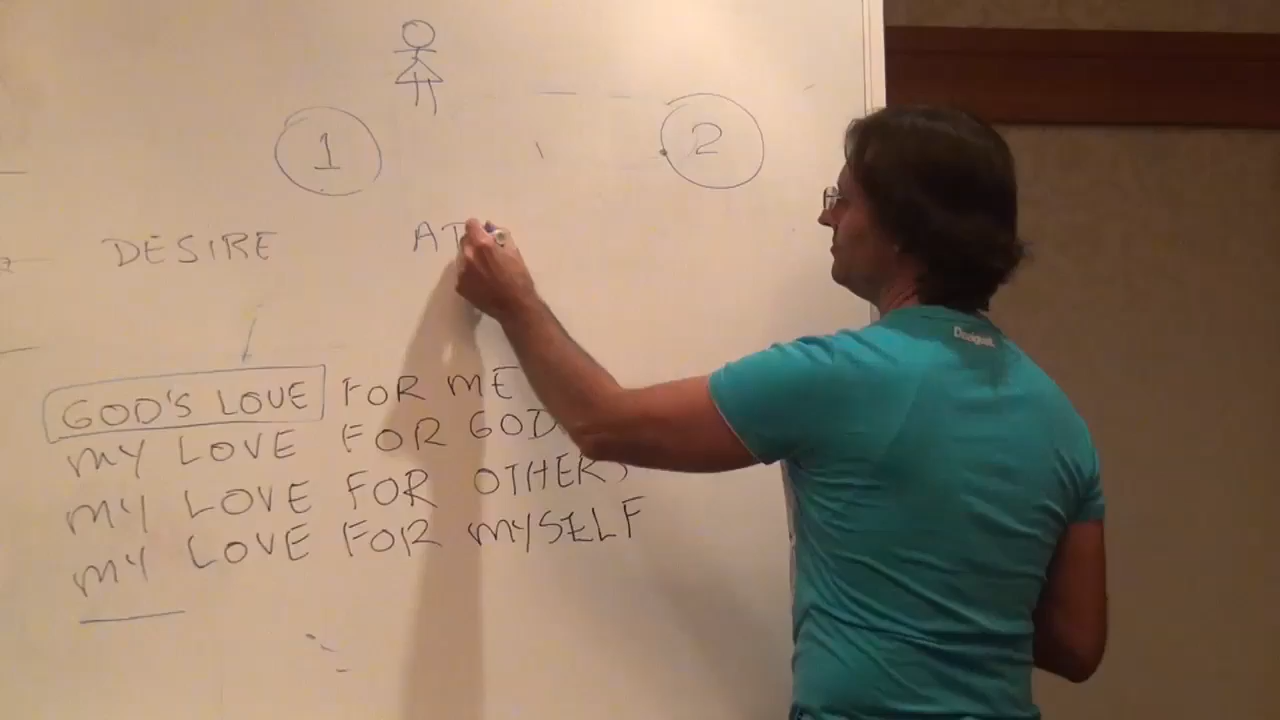 1 2
DESIRE AT
GOD'S LOVE FOR ME
MY LOVE FOR GOD
MY LOVE FOR OTHERS
MY LOVE FOR MYSELF
Desigual.